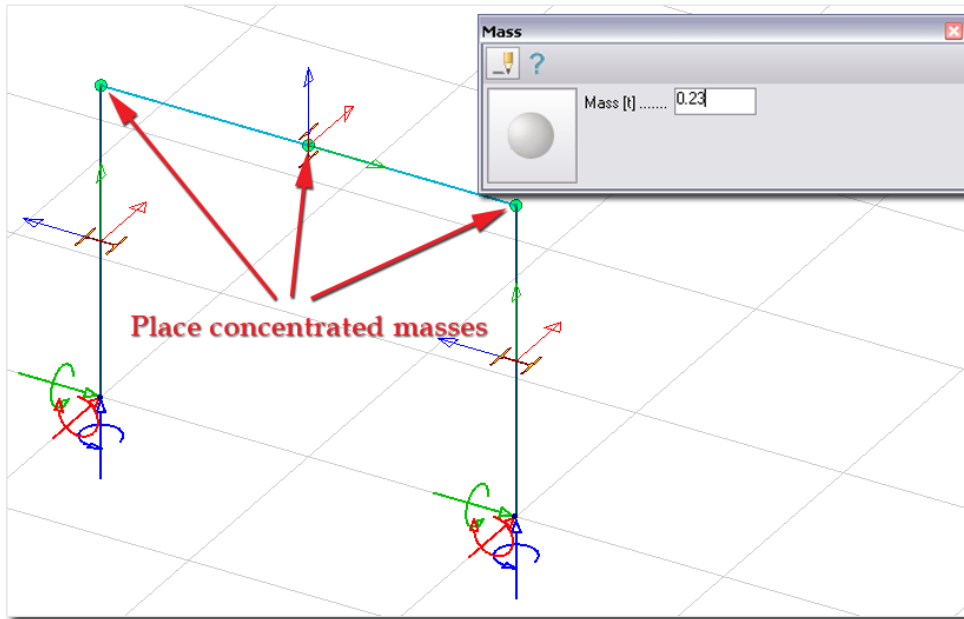 Mass
?
Mass [t] ....... 0.23
Place concentrated masses